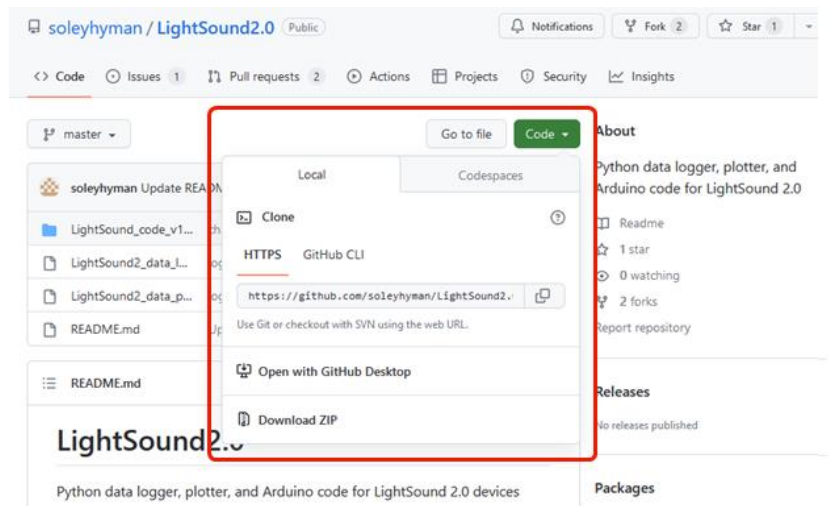 soleyhyman / LightSound2.0 Public
Notifications Fork 2 Star 1
<> Code Issues 1 Pull requests 2 Actions Projects Security Insights
master Go to file Code
soleyhyman Update
LightSound_code_v1...
LightSound2_data_l...
LightSound2_data_p...
README.md
Local Codespaces
Clone
HTTPS GitHub CLI
https://github.com/soleyhyman/LightSound2.
Use Git or checkout with SVN using the web URL.
Open with GitHub Desktop
Download ZIP
README.md
LightSound2.0
Python data logger, plotter, and Arduino code for LightSound 2.0 devices
About
Python data logger, plotter, and
Arduino code for LightSound 2.0
Readme
1 star
0 watching
2 forks
Report repository
Releases
No releases published
Packages